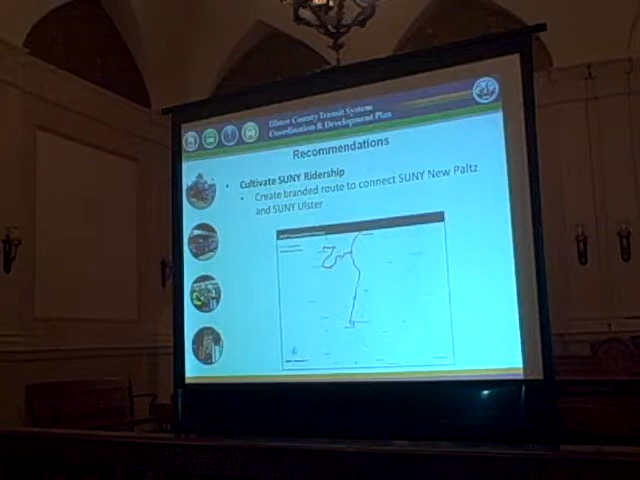 Ulster County Transit System
Coordination & Development Plan
Recommendations
• Cultivate SUNY Ridership
• Create branded route to connect SUNY New Paltz
and SUNY Ulster